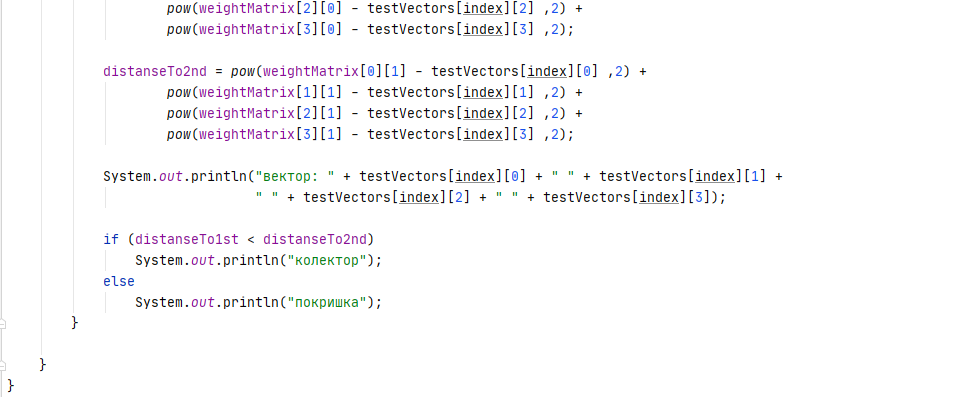 pow(weightMatrix[2][0] - testVectors[index][2] ,2) +
pow(weightMatrix[3][0] - testVectors[index][3] ,2);
distanseTo2nd = pow(weightMatrix[0][1] - testVectors[index][0] ,2) +
pow(weightMatrix[1][1] - testVectors[index][1] ,2) +
pow(weightMatrix[2][1] - testVectors[index][2] ,2) +
pow(weightMatrix[3][1] - testVectors[index][3] ,2);
System.out.println("вектор: " + testVectors[index][0] + " " + testVectors[index][1] +
" " + testVectors[index][2] + " " + testVectors[index][3]);
if (distanseTo1st < distanseTo2nd)
System.out.println("колектор");
else
System.out.println("покришка");
}
}
}